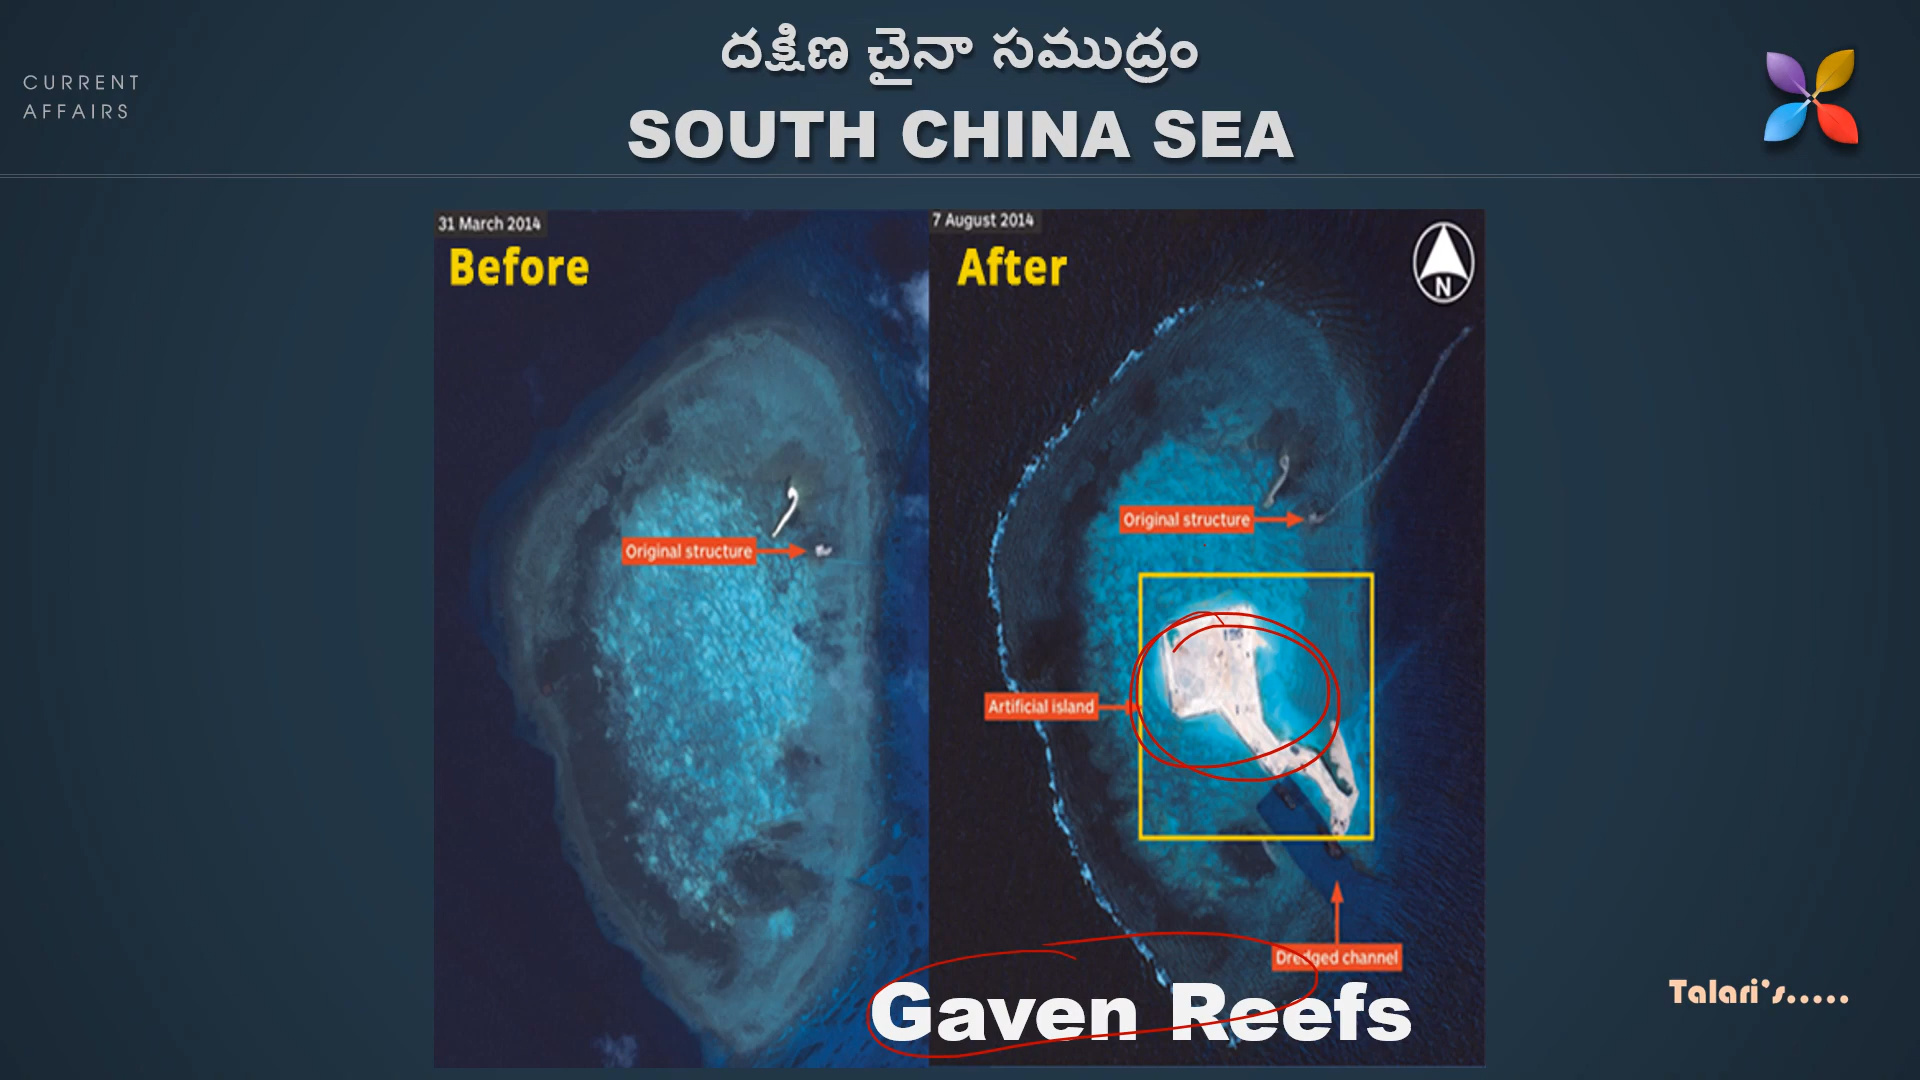 CURRENT
AFFAIRS
దక్షిణ చైనా సముద్రం
SOUTH CHINA SEA
31 March 2014
Before
Original structure
7 August 2014
After
N
Original structure
Artificial island
Dredged channel
Gaven Reefs
Talari's.....